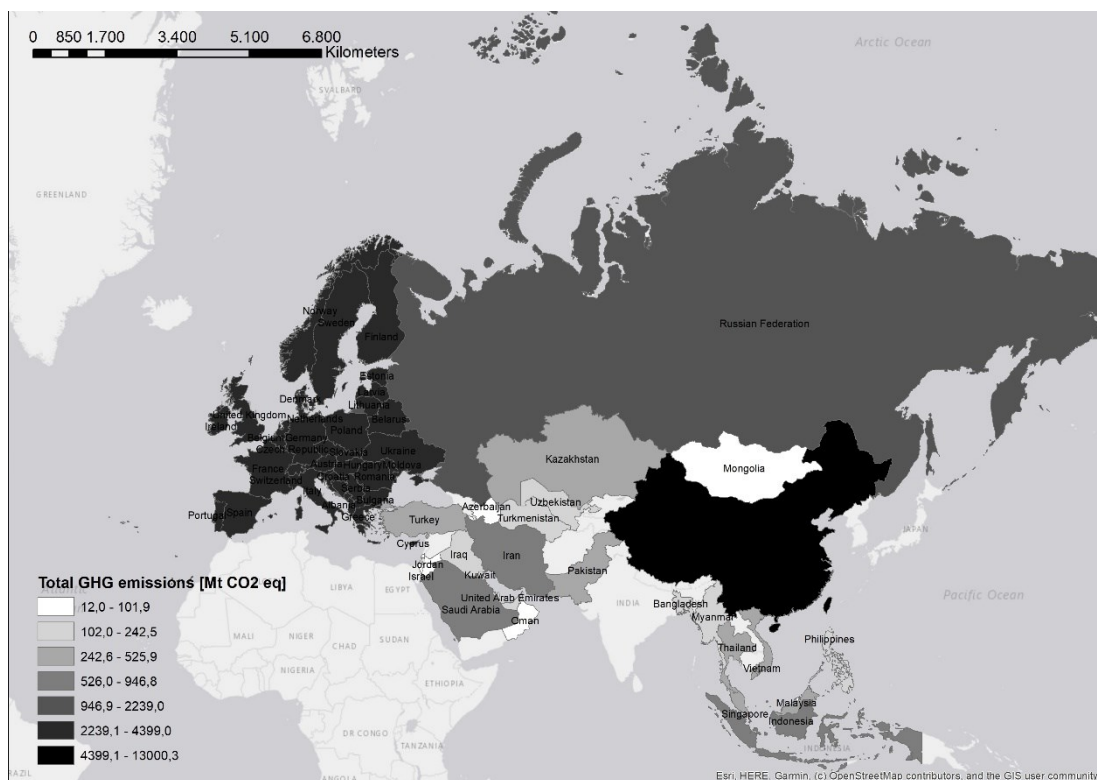 0 850 1.700 3.400 5.100 6.800
Kilometers
Arctic Ocean
SVALBARD
GREENLAND
Norway
Sweden
Finland
Russian Federation
Estonia
Latvia
Lithuania
Denmark
United Kingdom
Ireland
Netherlands
Belarus
Poland
Belgium
Germany
Czech Republic
Slovakia
Ukraine
Austria
Hungary
Moldova
France
Switzerland
Croatia
Romania
Italy
Serbia
Bulgaria
Portugal
Spain
Albania
Greece
Kazakhstan
Mongolia
Azerbaijan
Uzbekistan
Turkmenistan
Turkey
JAPAN
Cyprus
Iraq
Iran
Jordan
Israel
Kuwait
Pakistan
United Arab Emirates
Saudi Arabia
Oman
LIBYA
EGYPT
INDIA
Bangladesh
Myanmar
Pacific Ocean
MALI
NIGER
CHAD
SUDAN
Philippines
Thailand
Vietnam
NIGERIA
ETHIOPIA
Malaysia
Singapore
Indonesia
INDONESIA
DR CONGO
TANZANIA
ANGOLA
Total GHG emissions [Mt CO2 eq]
12,0 - 101,9
102,0 - 242,5
242,6 - 525,9
526,0 - 946,8
946,9 - 2239,0
2239,1 - 4399,0
4399,1 - 13000,3
Esri, HERE, Garmin, (c) OpenStreetMap contributors, and the GIS user community